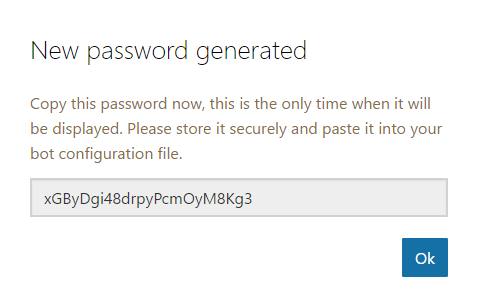 New password generated
Copy this password now, this is the only time when it will
be displayed. Please store it securely and paste it into your
bot configuration file.
xGByDgi48drpyPcmOyM8Kg3
Ok